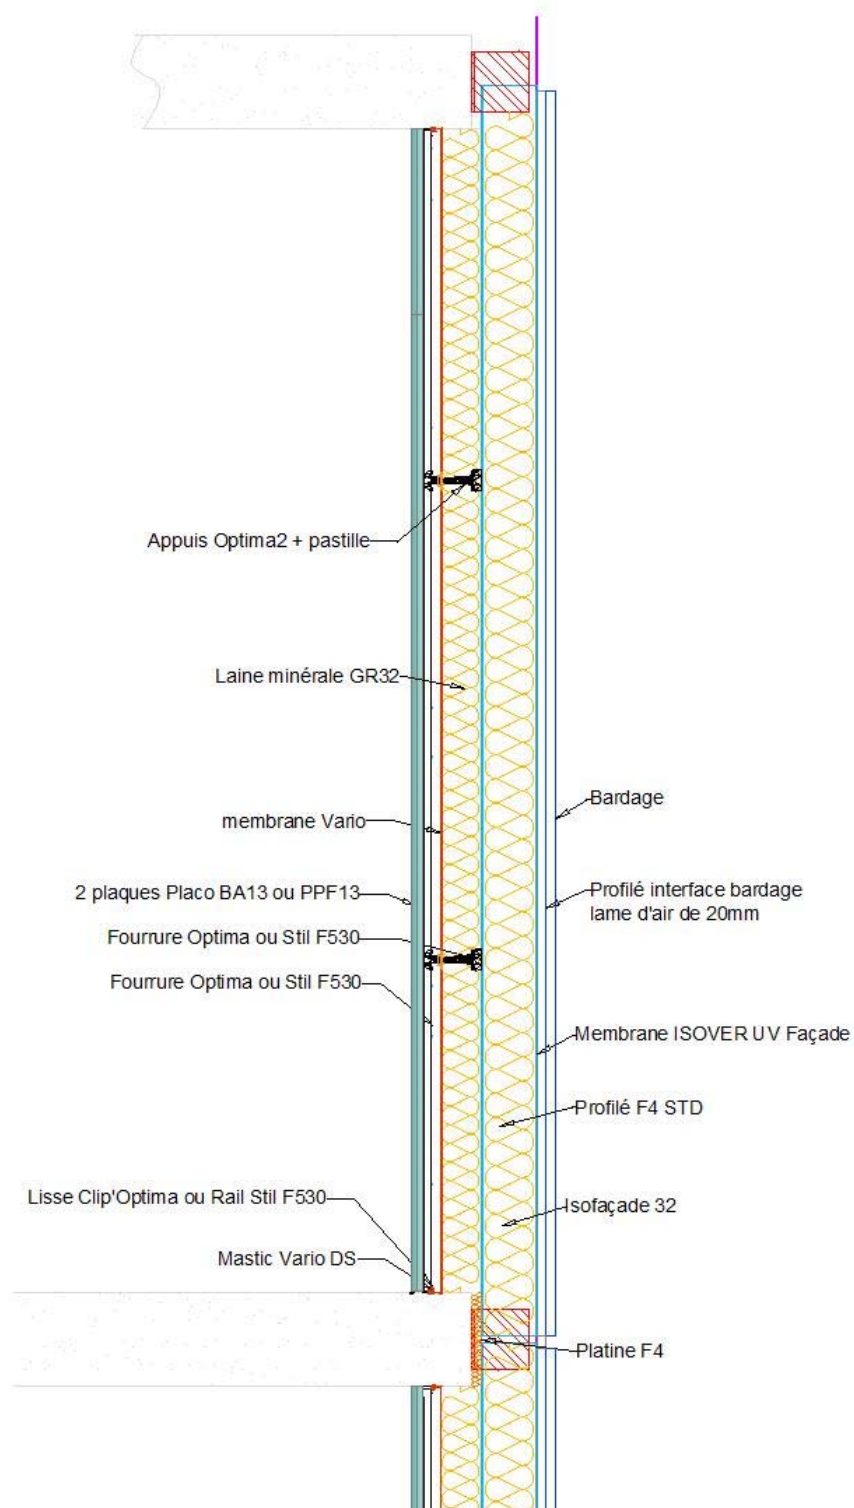 Appuis Optima2 + pastille
Laine minérale GR32
membrane Vario
Bardage
2 plaques Placo BA13 ou PPF13
Profilé interface bardage
lame d'air de 20mm
Fourrure Optima ou Stil F530
Fourrure Optima ou Stil F530
Membrane ISOVER UV Façade
Profilé F4 STD
Lisse Clip'Optima ou Rail Stil F530
Isofaçade 32
Mastic Vario DS
Platine F4